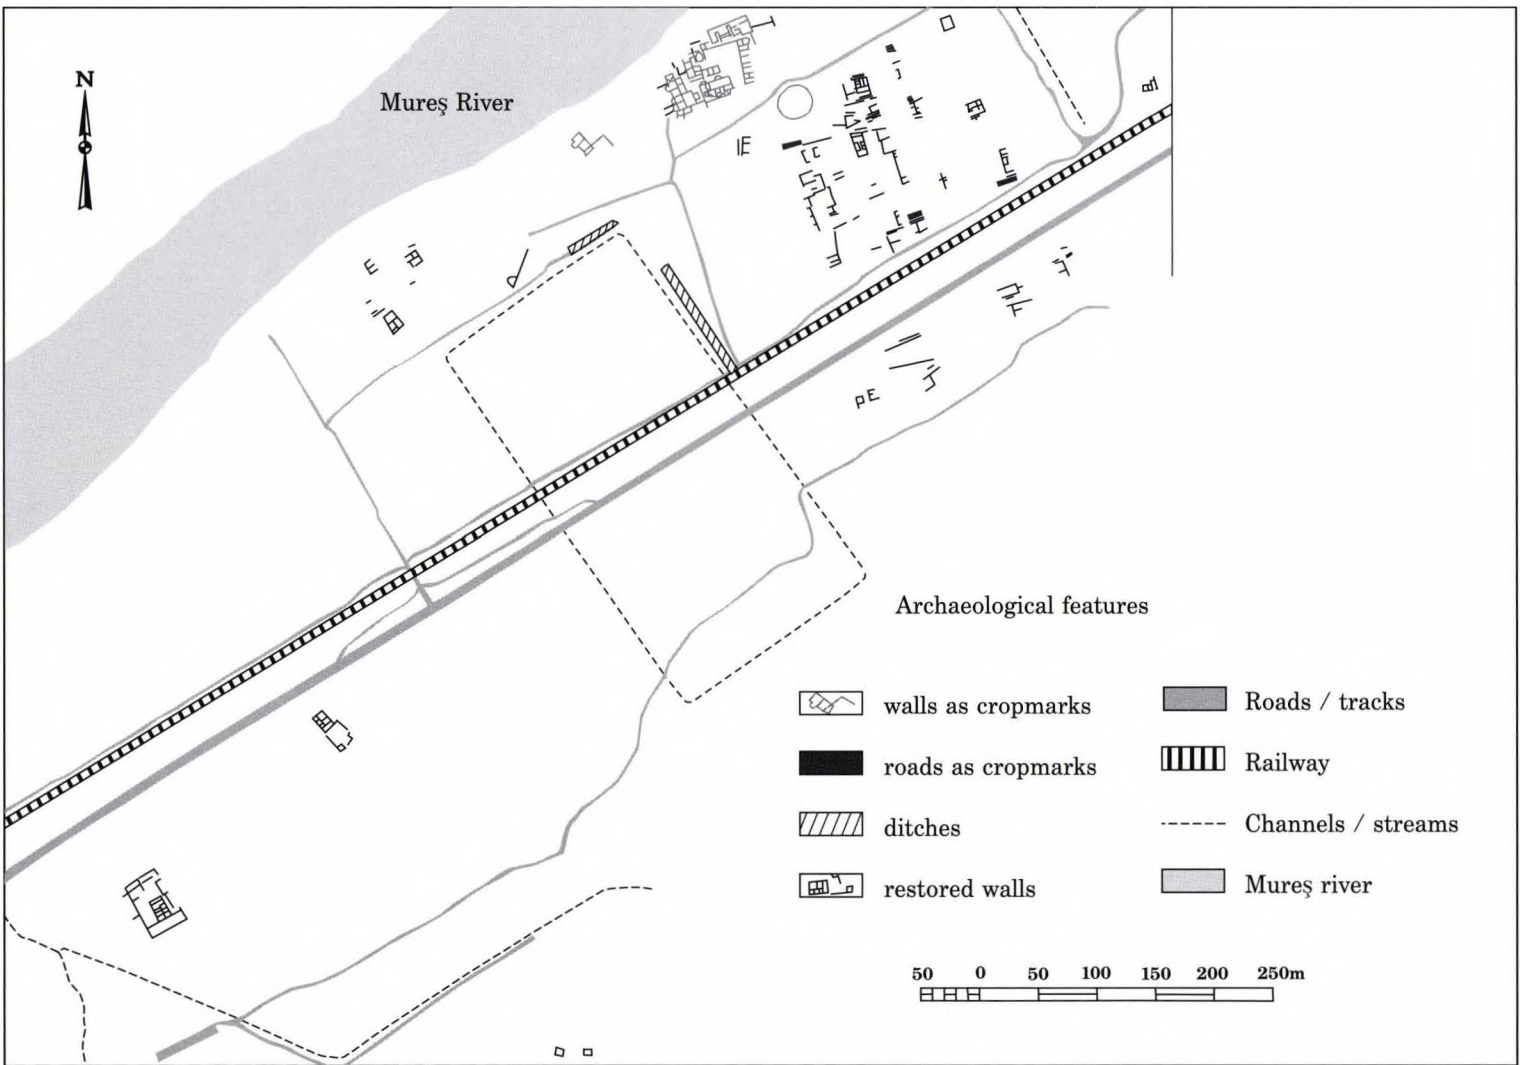 N
Mureş River
Archaeological features
walls as cropmarks
roads as cropmarks
ditches
restored walls
Roads / tracks
Railway
Channels / streams
Mureş river
50 0 50 100 150 200 250m